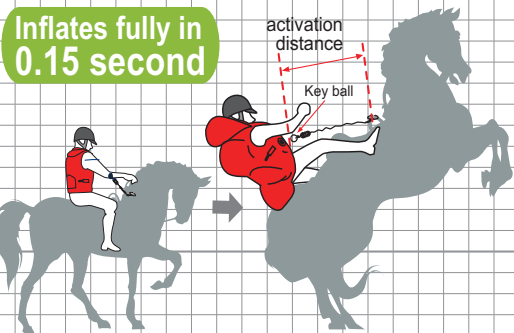 Inflates fully in
0.15 second
activation
distance
Key ball